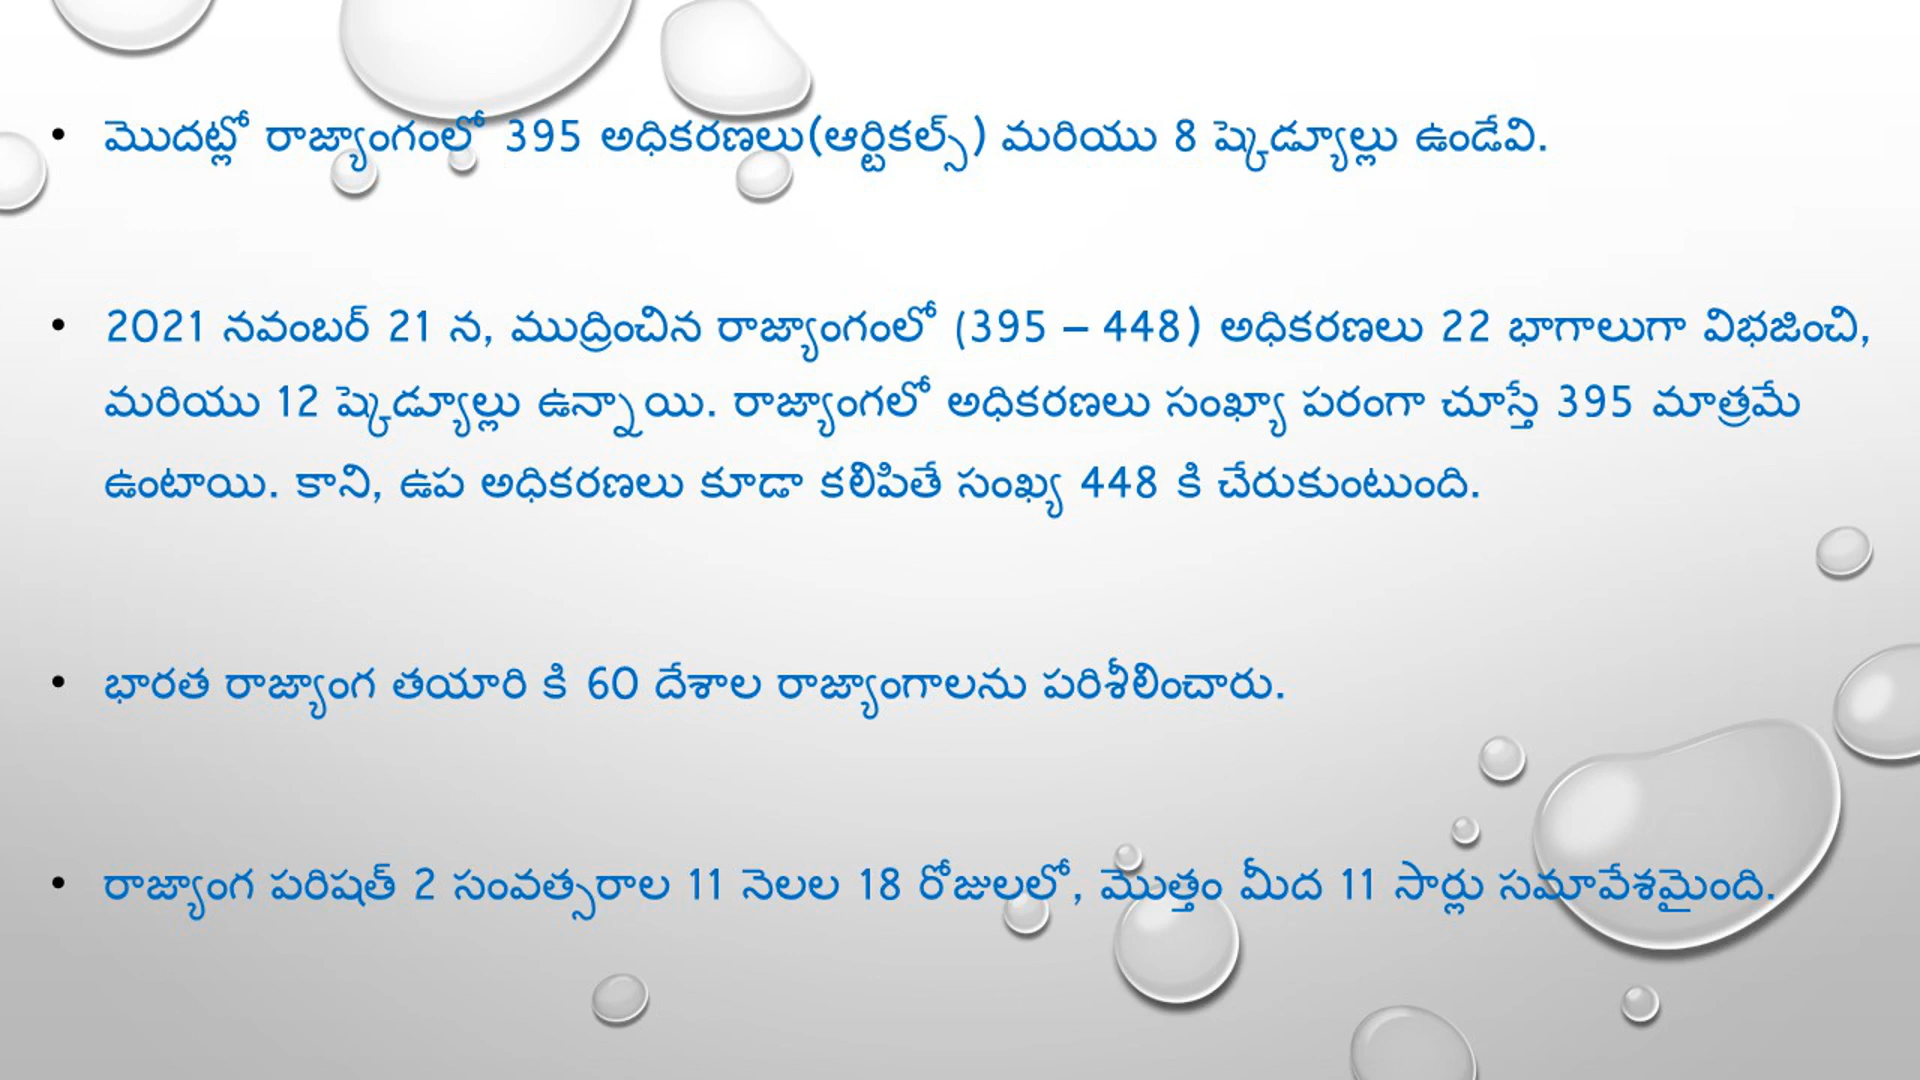 • మొదట్లో రాజ్యాంగంలో 395 అధికరణలు(ఆర్టికల్స్) మరియు 8 ష్కెడ్యూల్లు ఉండేవి.
• 2021 నవంబర్ 21 న, ముద్రించిన రాజ్యాంగంలో (395 – 448) అధికరణలు 22 భాగాలుగా విభజించి,
మరియు 12 ష్కెడ్యూల్లు ఉన్నాయి. రాజ్యాంగలో అధికరణలు సంఖ్యా పరంగా చూస్తే 395 మాత్రమే
ఉంటాయి. కాని, ఉప అధికరణలు కూడా కలిపితే సంఖ్య 448 కి చేరుకుంటుంది.
• భారత రాజ్యాంగ తయారి కి 60 దేశాల రాజ్యాంగాలను పరిశీలించారు.
• రాజ్యాంగ పరిషత్ 2 సంవత్సరాల 11 నెలల 18 రోజులలో, మొత్తం మీద 11 సార్లు సమావేశమైంది.